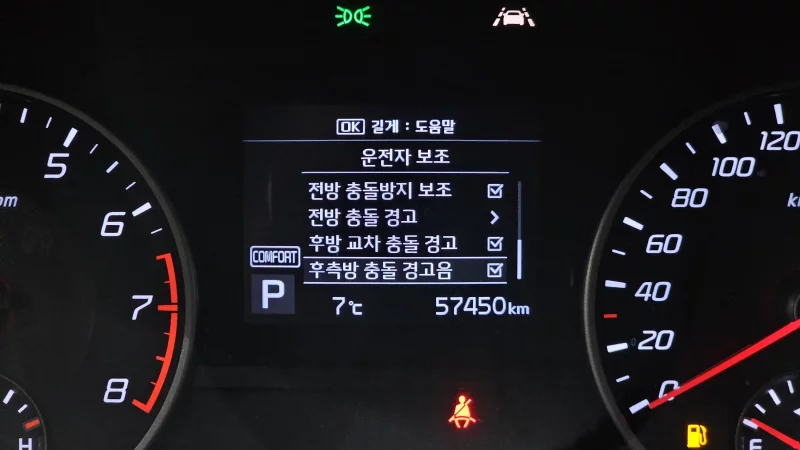 OK 길게 : 도움말
운전자 보조
전방 충돌방지 보조
전방 충돌 경고
후방 교차 충돌 경고
후측방 충돌 경고음
COMFORT
P
7℃
57450km
5
6
7
8
H
120
100
80
60
40
20
0
E